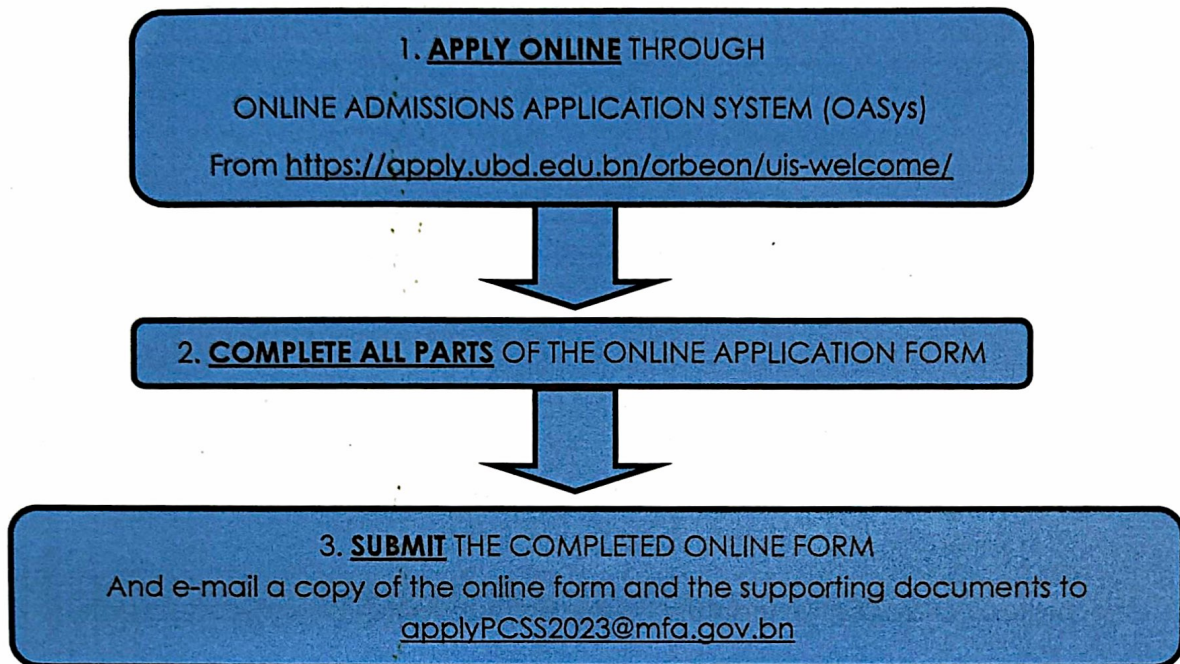 1. APPLY ONLINE THROUGH
ONLINE ADMISSIONS APPLICATION SYSTEM (OASys)
From https://apply.ubd.edu.bn/orbeon/uis-welcome/
2. COMPLETE ALL PARTS OF THE ONLINE APPLICATION FORM
3. SUBMIT THE COMPLETED ONLINE FORM
And e-mail a copy of the online form and the supporting documents to
applyPCSS2023@mfa.gov.bn